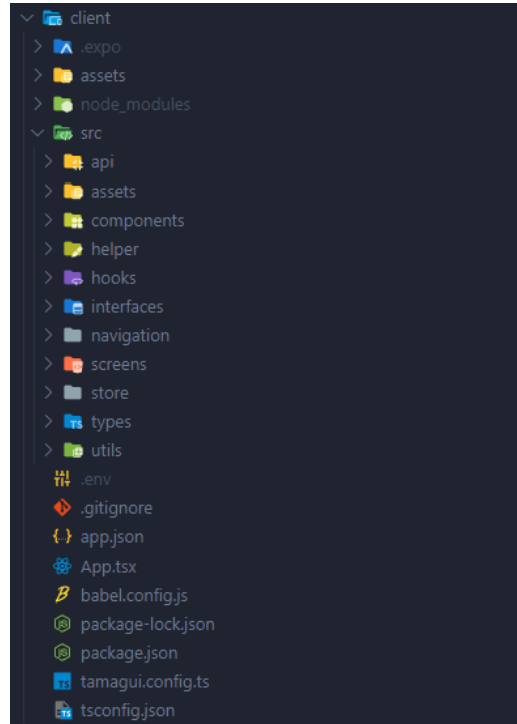 client
.expo
assets
node_modules
src
api
assets
components
helper
hooks
interfaces
navigation
screens
store
types
utils
.env
.gitignore
app.json
App.tsx
babel.config.js
package-lock.json
package.json
tamagui.config.ts
tsconfig.json